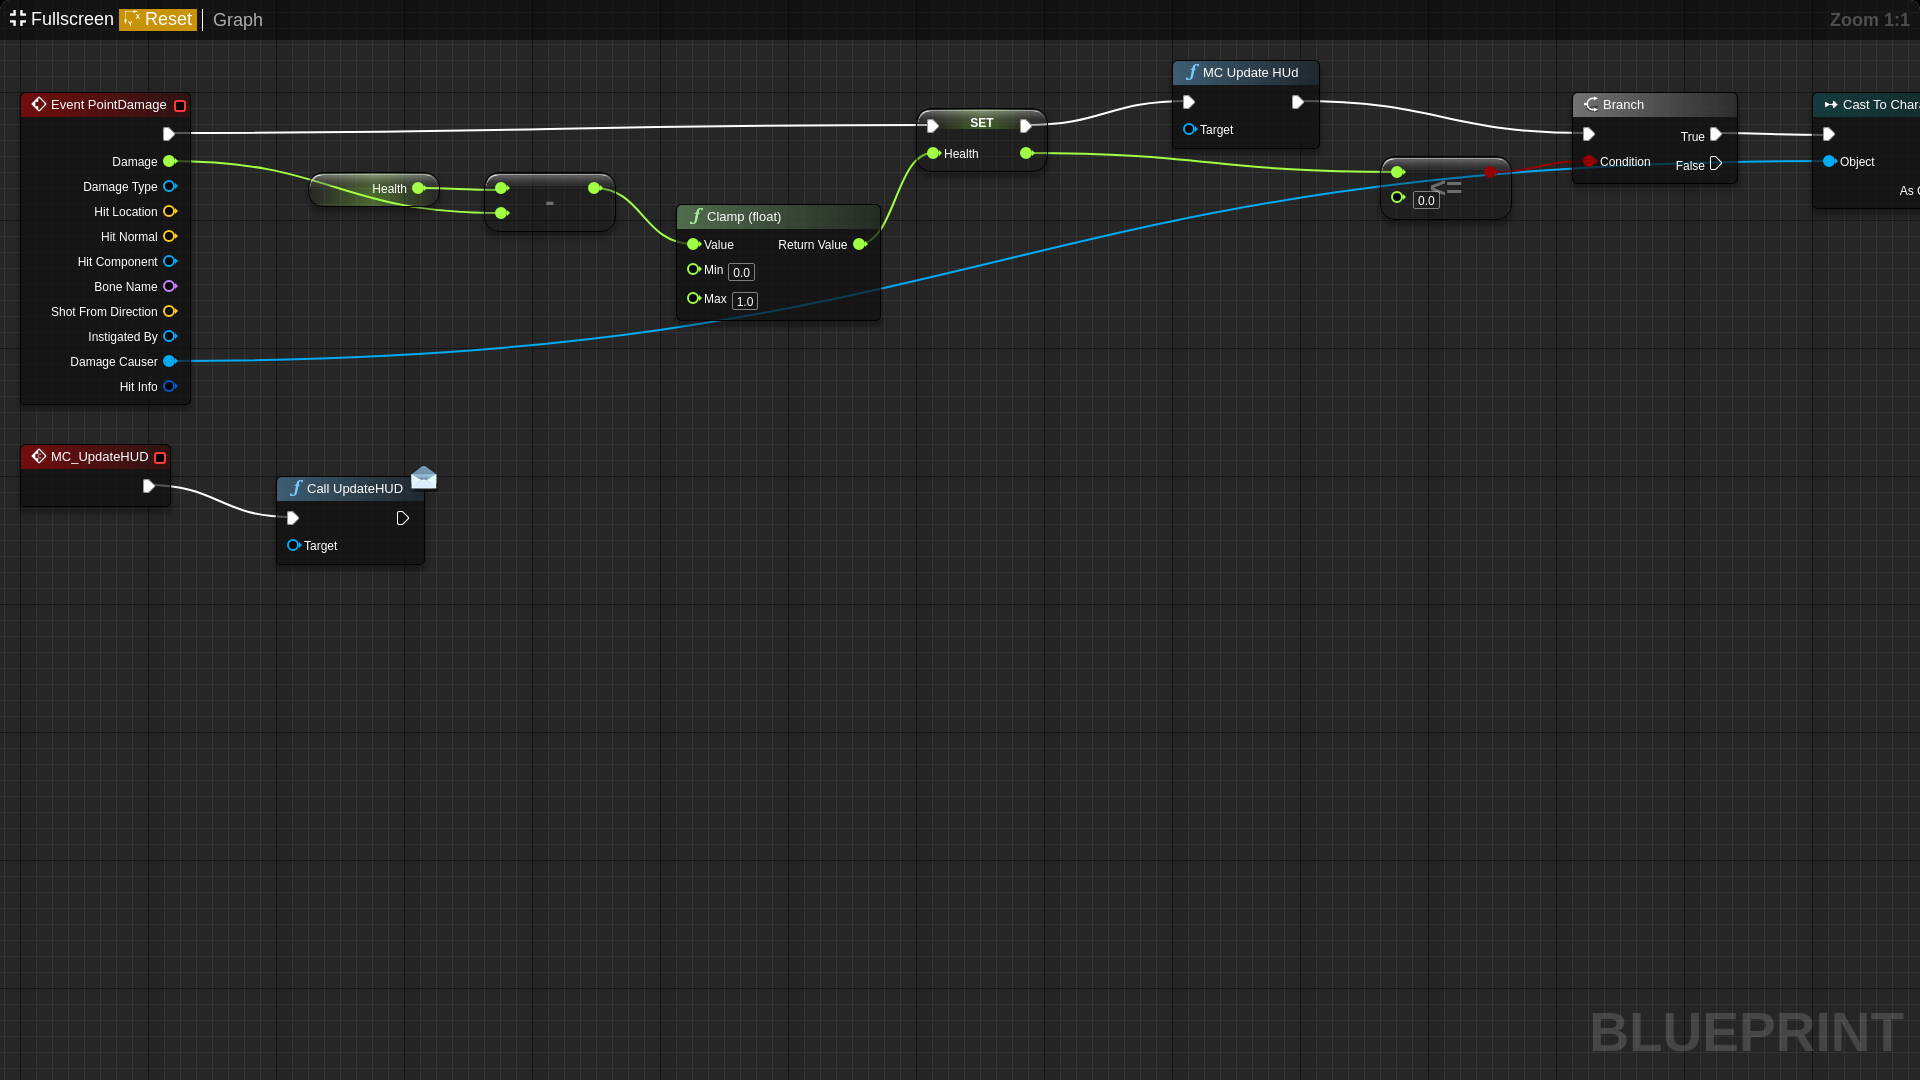 Fullscreen Reset Graph Zoom 1:1
Event PointDamage
Damage
Damage Type
Hit Location
Hit Normal
Hit Component
Bone Name
Shot From Direction
Instigated By
Damage Causer
Hit Info
Health
-
Clamp (float)
Value Return Value
Min 0.0
Max 1.0
SET
Health
MC Update HUd
Target
<=
0.0
Branch
True
Condition
False
Cast To Chara
Object
As C
MC_UpdateHUD
Call UpdateHUD
Target
BLUEPRINT